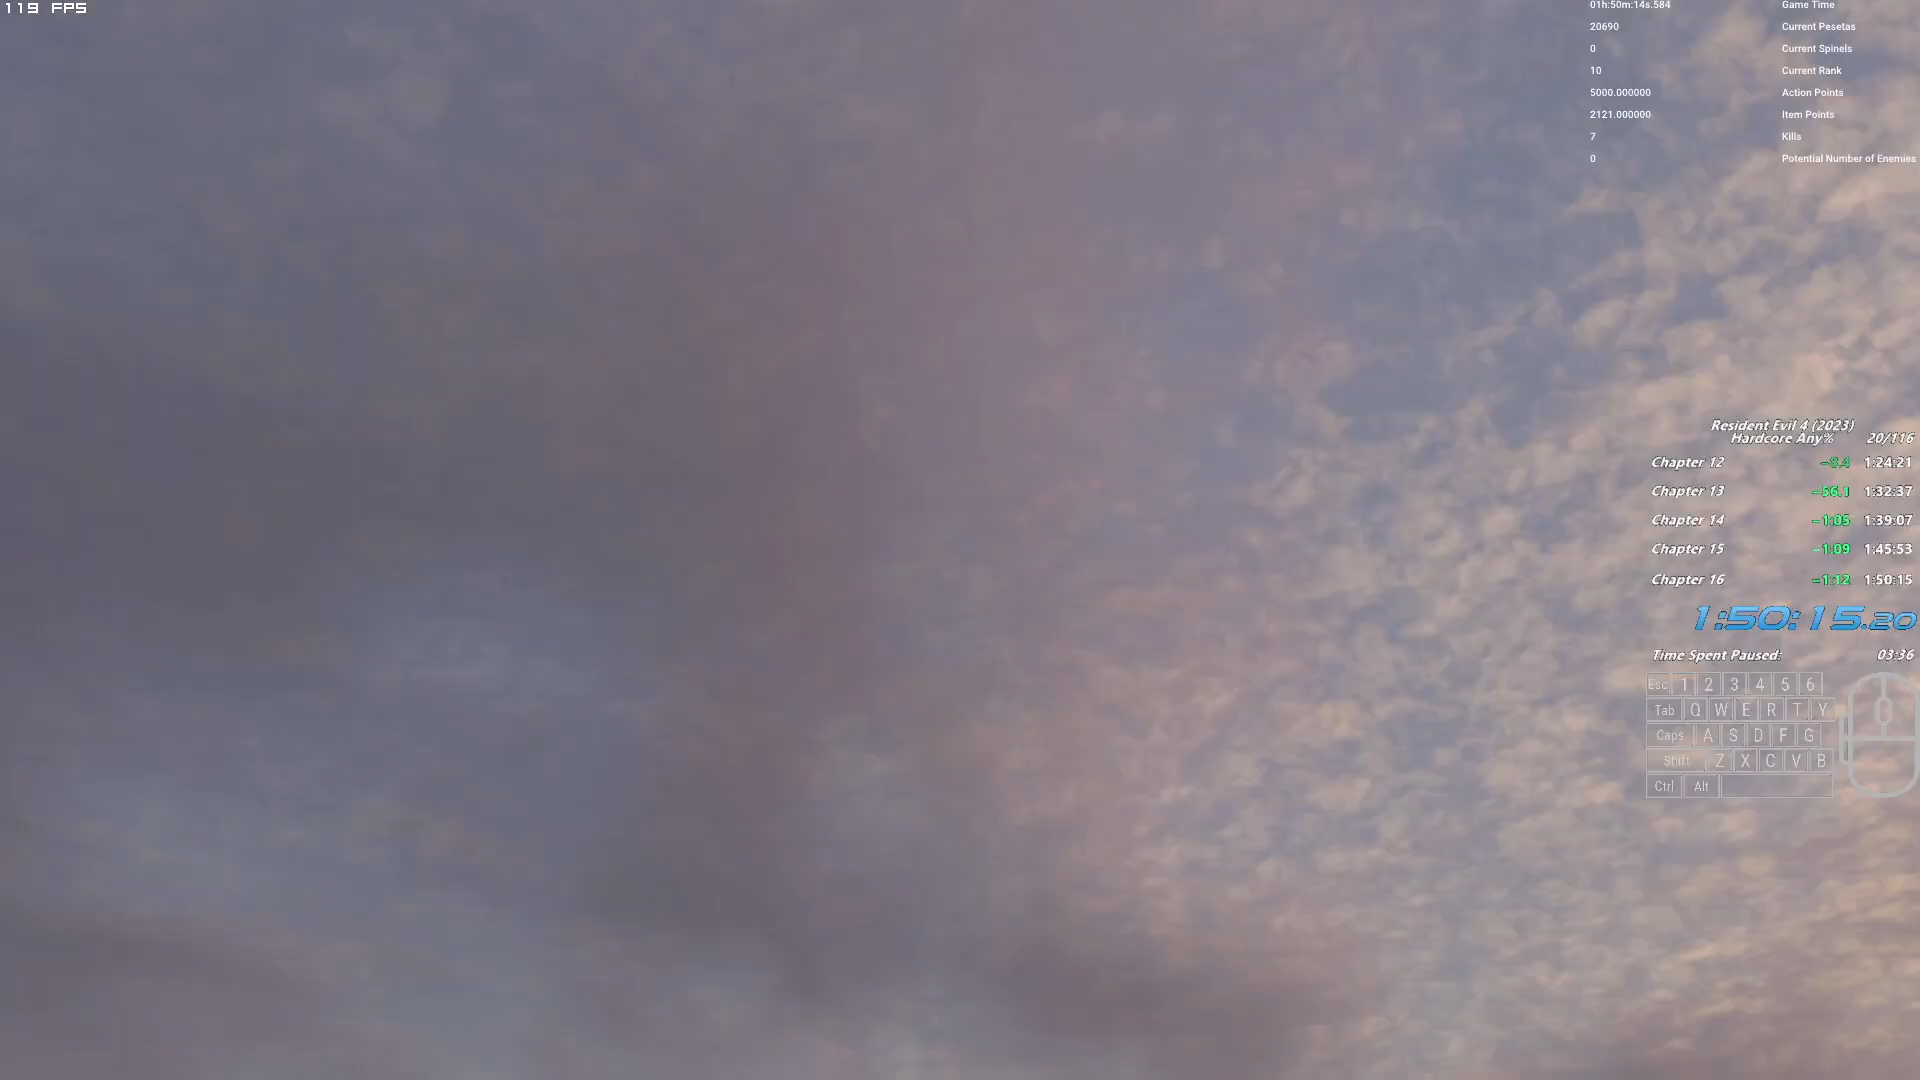 119 FPS
01h:50m:14s.584 Game Time
20690 Current Pesetas
0 Current Spinels
10 Current Rank
5000.000000 Action Points
2121.000000 Item Points
7 Kills
0 Potential Number of Enemies
Resident Evil 4 (2023)
Hardcore Any% 20/116
Chapter 12 -8.4 1:24:21
Chapter 13 -56.1 1:32:37
Chapter 14 -1:05 1:39:07
Chapter 15 -1:09 1:45:53
Chapter 16 -1:12 1:50:15
1:50:15.20
Time Spent Paused: 03:36
Esc 1 2 3 4 5 6
Tab Q W E R T Y
Caps A S D F G
Shift Z X C V B
Ctrl Alt